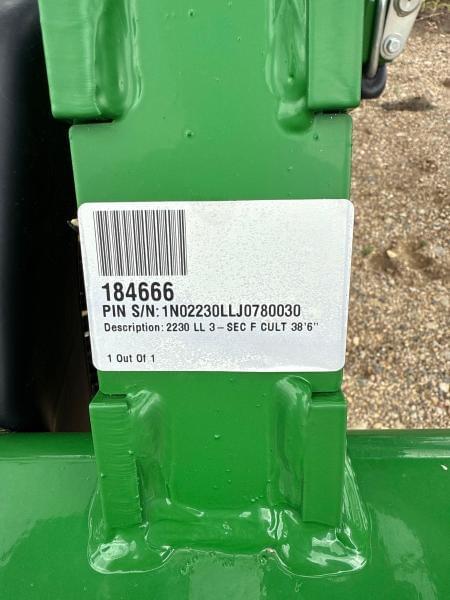 184666
PIN S/N: 1N02230LLJ0780030
Description: 2230 LL 3-SEC F CULT 38'6"
1 Out Of 1